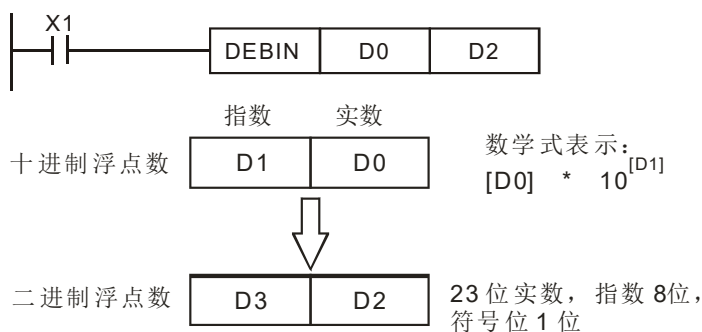 X1
DEBIN D0 D2
指数 实数
十进制浮点数 D1 D0
数学式表示：
[D0] * 10[D1]
二进制浮点数 D3 D2
23位实数，指数8位，
符号位1位